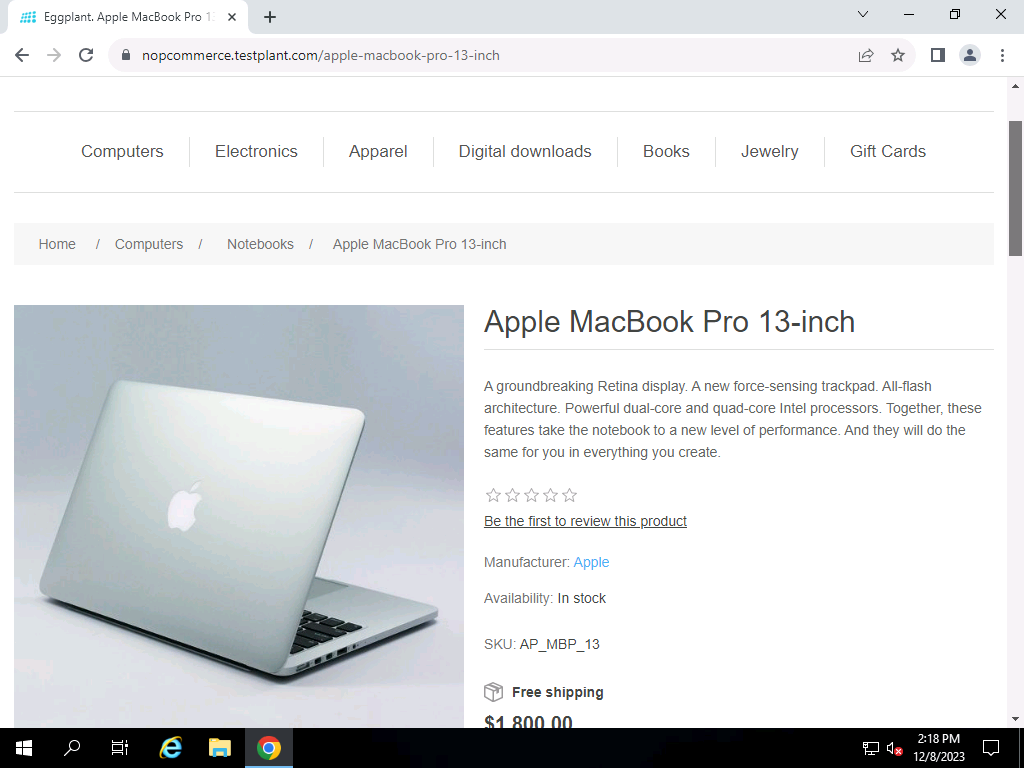 Eggplant. Apple MacBook Pro 1
nopcommerce.testplant.com/apple-macbook-pro-13-inch
Computers
Electronics
Apparel
Digital downloads
Books
Jewelry
Gift Cards
Home / Computers / Notebooks / Apple MacBook Pro 13-inch
Apple MacBook Pro 13-inch
A groundbreaking Retina display. A new force-sensing trackpad. All-flash
architecture. Powerful dual-core and quad-core Intel processors. Together, these
features take the notebook to a new level of performance. And they will do the
same for you in everything you create.
Be the first to review this product
Manufacturer: Apple
Availability: In stock
SKU: AP_MBP_13
Free shipping
$1,800.00
2:18 PM
12/8/2023